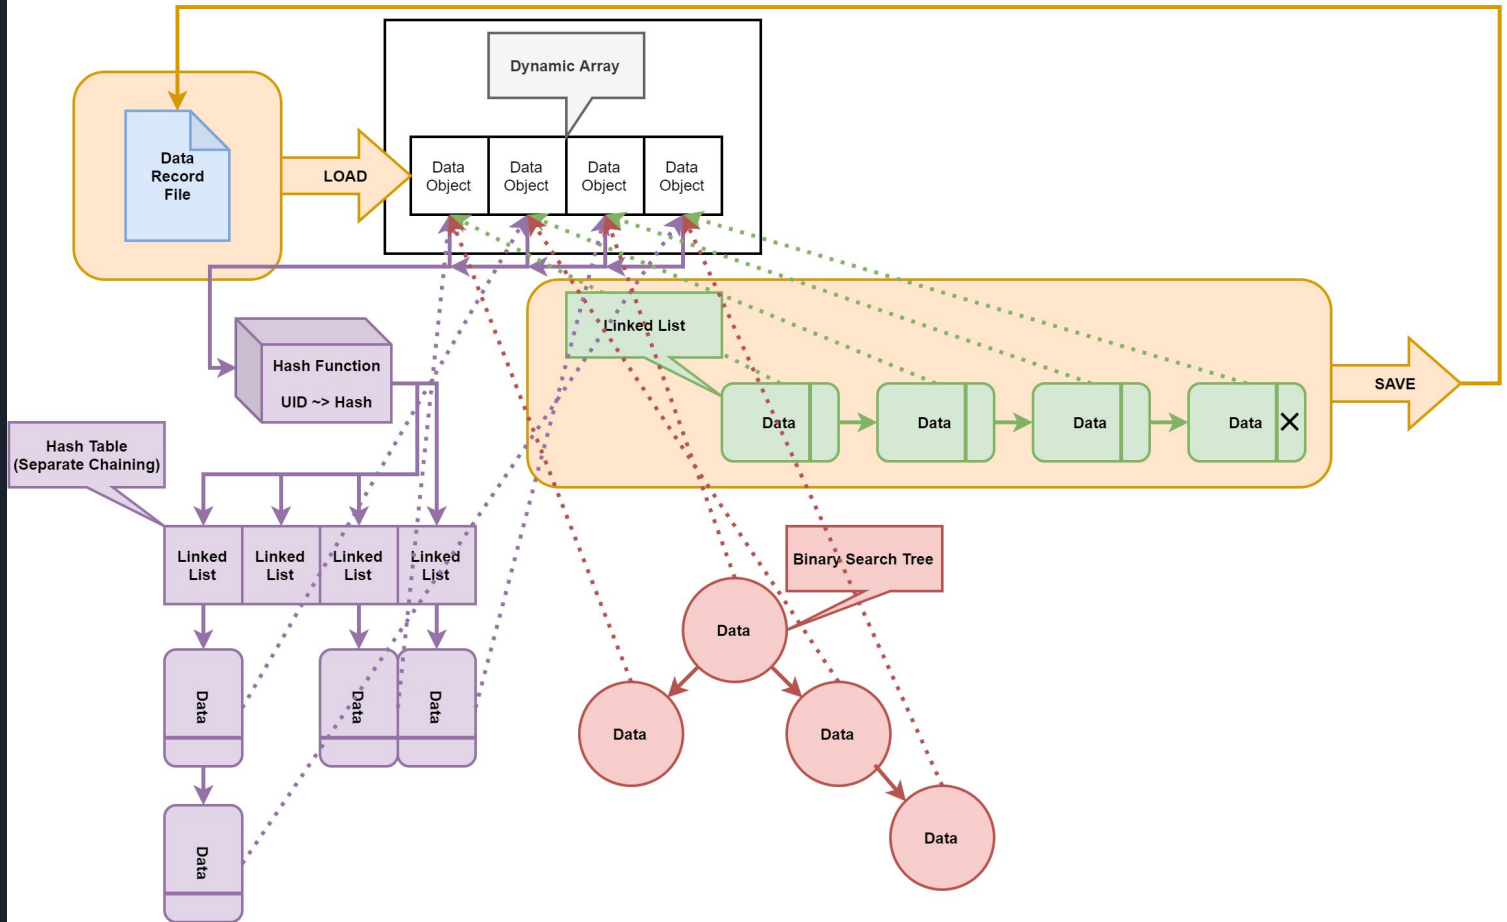 Dynamic Array
Data
Record
File
LOAD
Data
Object
Data
Object
Data
Object
Data
Object
Linked List
Hash Function
UID ~> Hash
SAVE
Data
Data
Data
Data
Hash Table
(Separate Chaining)
Linked
List
Linked
List
Linked
List
Linked
List
Binary Search Tree
Data
Data
Data
Data
Data
Data
Data
Data